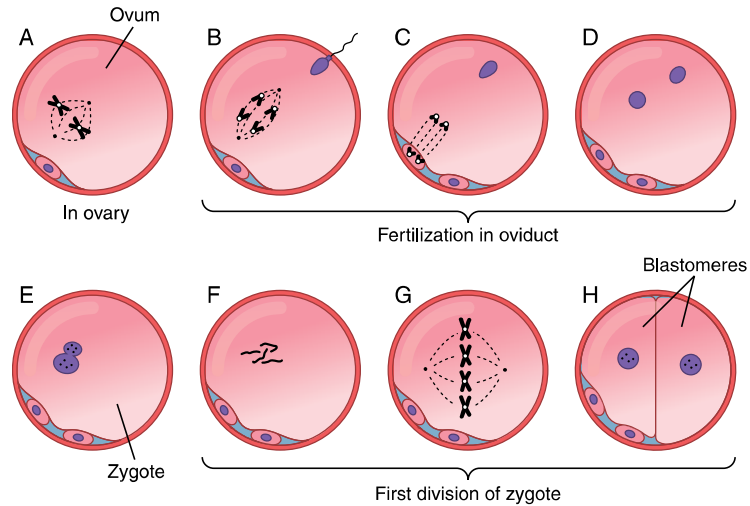 Ovum
A
B
C
D
In ovary
Fertilization in oviduct
Blastomeres
E
F
G
H
Zygote
First division of zygote